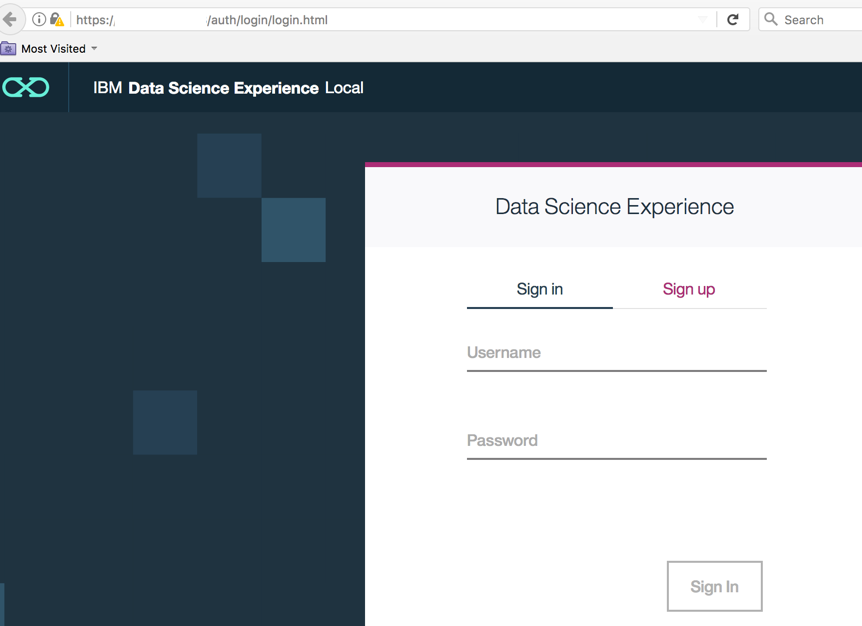 https:/ /auth/login/login.html
Search
Most Visited
IBM Data Science Experience Local
Data Science Experience
Sign in
Sign up
Username
Password
Sign In